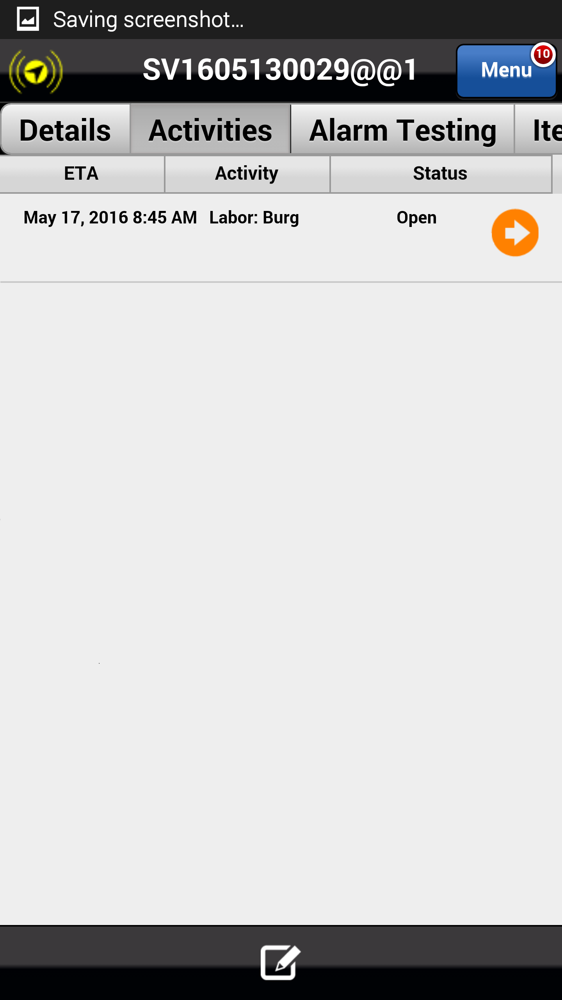 Saving screenshot...
SV1605130029@@1
Menu
10
Details Activities Alarm Testing Ite
ETA Activity Status
May 17, 2016 8:45 AM Labor: Burg Open